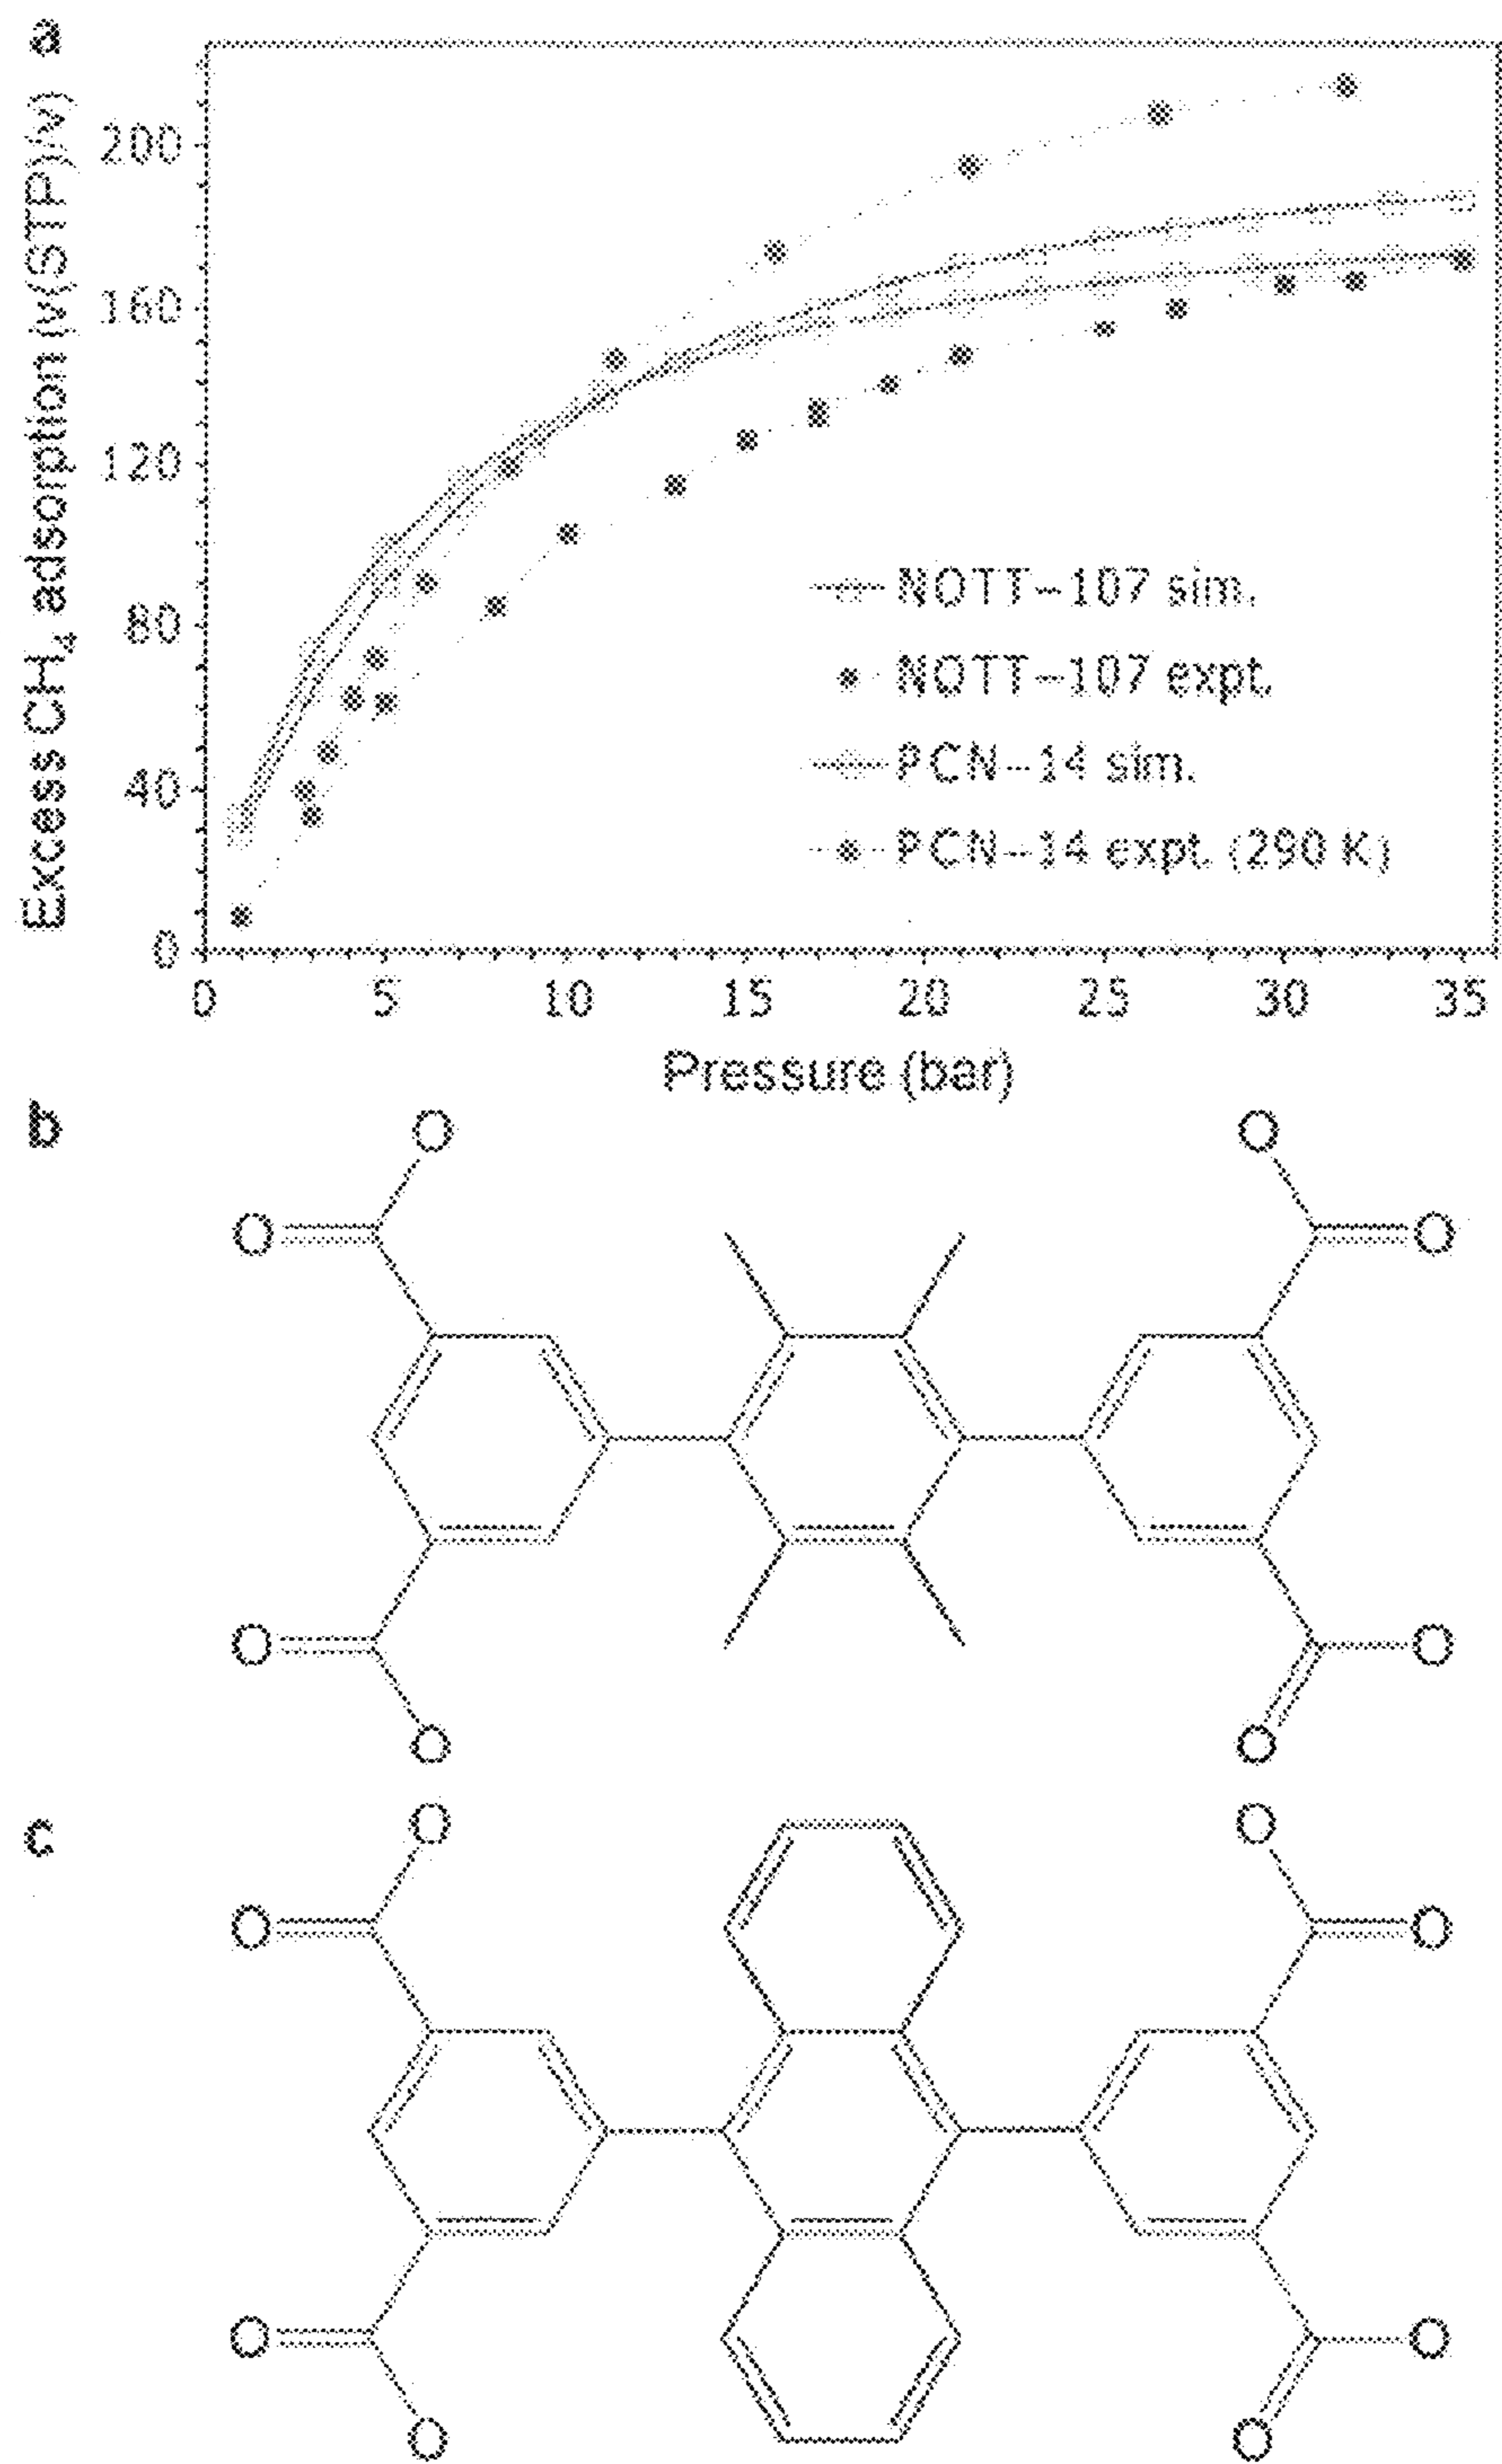 a
Excess CH4 adsorption (v(STP)/v)
200
160
120
80
40
0
0 5 10 15 20 25 30 35
Pressure (bar)
NOTT-107 sim.
NOTT-107 expt.
PCN-14 sim.
PCN-14 expt. (290 K)
b
O O
O O
O O
O O
c
O O
O O
O O
O O